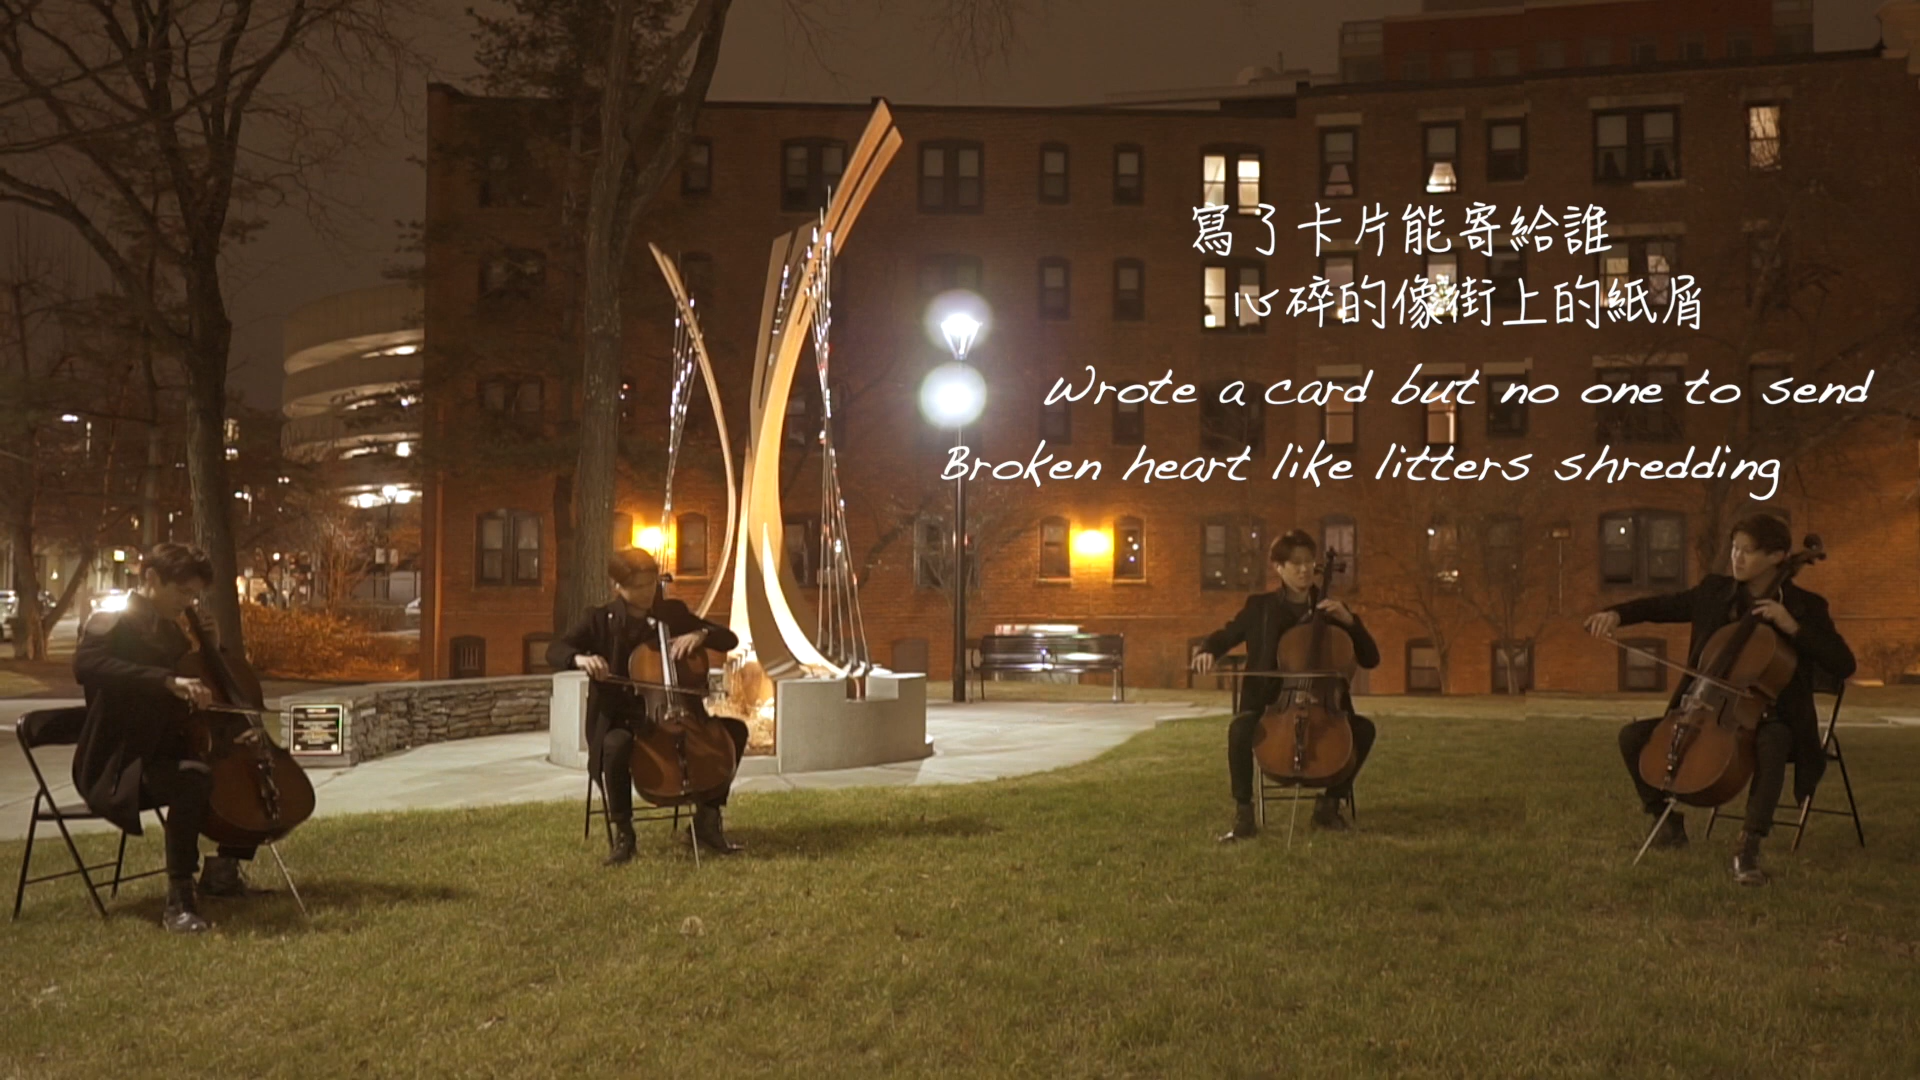 寫了卡片能寄給誰
心碎的像街上的紙屑
Wrote a card but no one to send
Broken heart like litters shredding